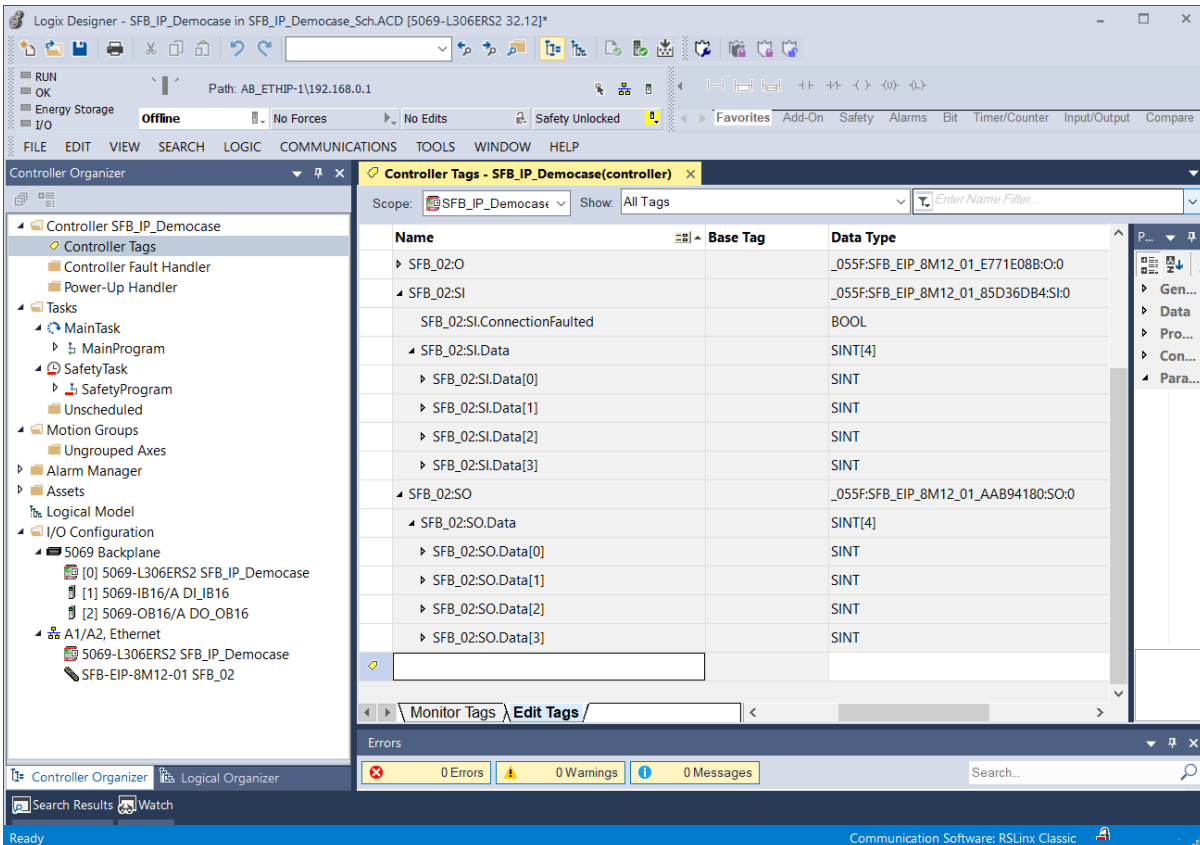 Logix Designer - SFB_IP_Democase in SFB_IP_Democase_Sch.ACD [5069-L306ERS2 32.12]*
RUN
OK
Energy Storage
I/O
Path: AB_ETHIP-1\192.168.0.1
Offline
No Forces
No Edits
Safety Unlocked
Favorites Add-On Safety Alarms Bit Timer/Counter Input/Output Compare
FILE EDIT VIEW SEARCH LOGIC COMMUNICATIONS TOOLS WINDOW HELP
Controller Organizer
Controller SFB_IP_Democase
Controller Tags
Controller Fault Handler
Power-Up Handler
Tasks
MainTask
MainProgram
SafetyTask
SafetyProgram
Unscheduled
Motion Groups
Ungrouped Axes
Alarm Manager
Assets
Logical Model
I/O Configuration
5069 Backplane
[0] 5069-L306ERS2 SFB_IP_Democase
[1] 5069-IB16/A DI_IB16
[2] 5069-OB16/A DO_OB16
A1/A2, Ethernet
5069-L306ERS2 SFB_IP_Democase
SFB-EIP-8M12-01 SFB_02
Controller Organizer Logical Organizer
Controller Tags - SFB_IP_Democase(controller)
Scope: SFB_IP_Democase Show: All Tags Enter Name Filter...
Name Base Tag Data Type
SFB_02:O _055F:SFB_EIP_8M12_01_E771E08B:O:0
SFB_02:SI _055F:SFB_EIP_8M12_01_85D36DB4:SI:0
SFB_02:SI.ConnectionFaulted BOOL
SFB_02:SI.Data SINT[4]
SFB_02:SI.Data[0] SINT
SFB_02:SI.Data[1] SINT
SFB_02:SI.Data[2] SINT
SFB_02:SI.Data[3] SINT
SFB_02:SO _055F:SFB_EIP_8M12_01_AAB94180:SO:0
SFB_02:SO.Data SINT[4]
SFB_02:SO.Data[0] SINT
SFB_02:SO.Data[1] SINT
SFB_02:SO.Data[2] SINT
SFB_02:SO.Data[3] SINT
Monitor Tags Edit Tags
P...
Gen...
Data
Pro...
Con...
Para...
Errors
0 Errors 0 Warnings 0 Messages Search...
Search Results Watch
Ready Communication Software: RSLinx Classic